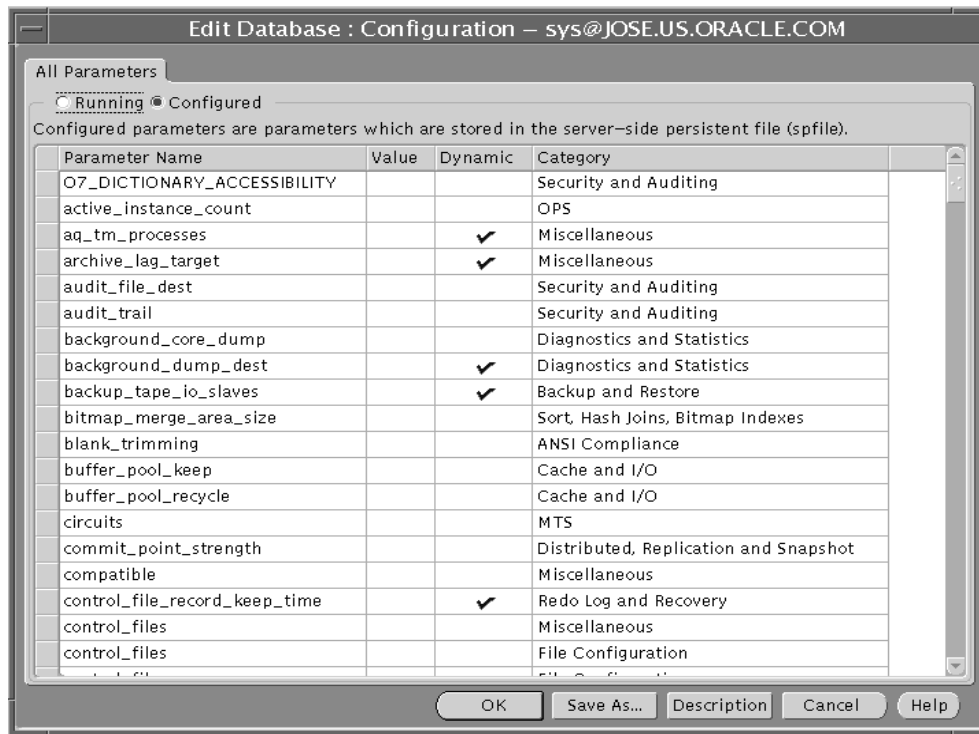 Edit Database : Configuration – sys@JOSE.US.ORACLE.COM
All Parameters
Running Configured
Configured parameters are parameters which are stored in the server-side persistent file (spfile).
Parameter Name Value Dynamic Category
O7_DICTIONARY_ACCESSIBILITY Security and Auditing
active_instance_count OPS
aq_tm_processes ✔ Miscellaneous
archive_lag_target ✔ Miscellaneous
audit_file_dest Security and Auditing
audit_trail Security and Auditing
background_core_dump Diagnostics and Statistics
background_dump_dest ✔ Diagnostics and Statistics
backup_tape_io_slaves ✔ Backup and Restore
bitmap_merge_area_size Sort, Hash Joins, Bitmap Indexes
blank_trimming ANSI Compliance
buffer_pool_keep Cache and I/O
buffer_pool_recycle Cache and I/O
circuits MTS
commit_point_strength Distributed, Replication and Snapshot
compatible Miscellaneous
control_file_record_keep_time ✔ Redo Log and Recovery
control_files Miscellaneous
control_files File Configuration
OK Save As... Description Cancel Help